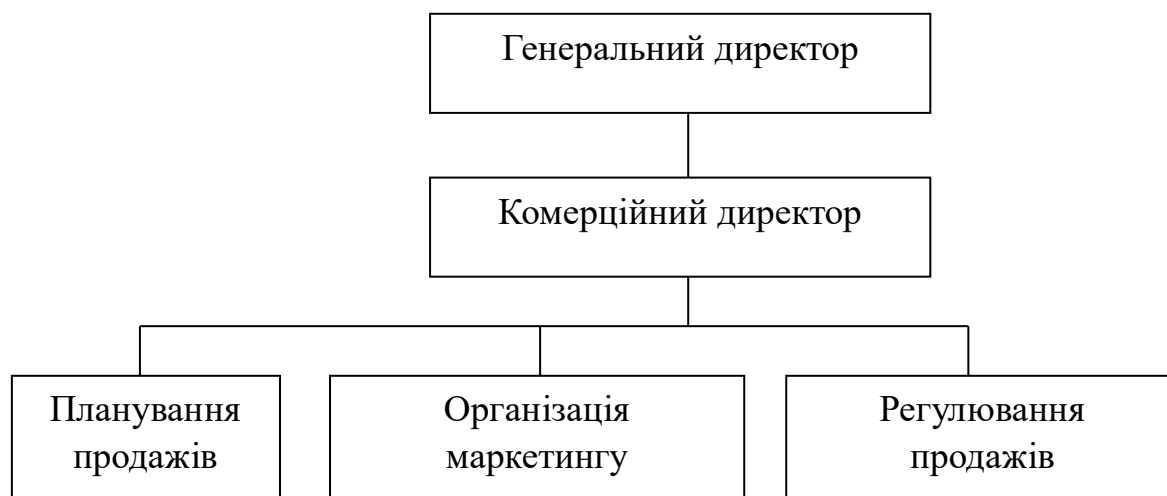 Генеральний директор
Комерційний директор
Планування
продажів
Організація
маркетингу
Регулювання
продажів